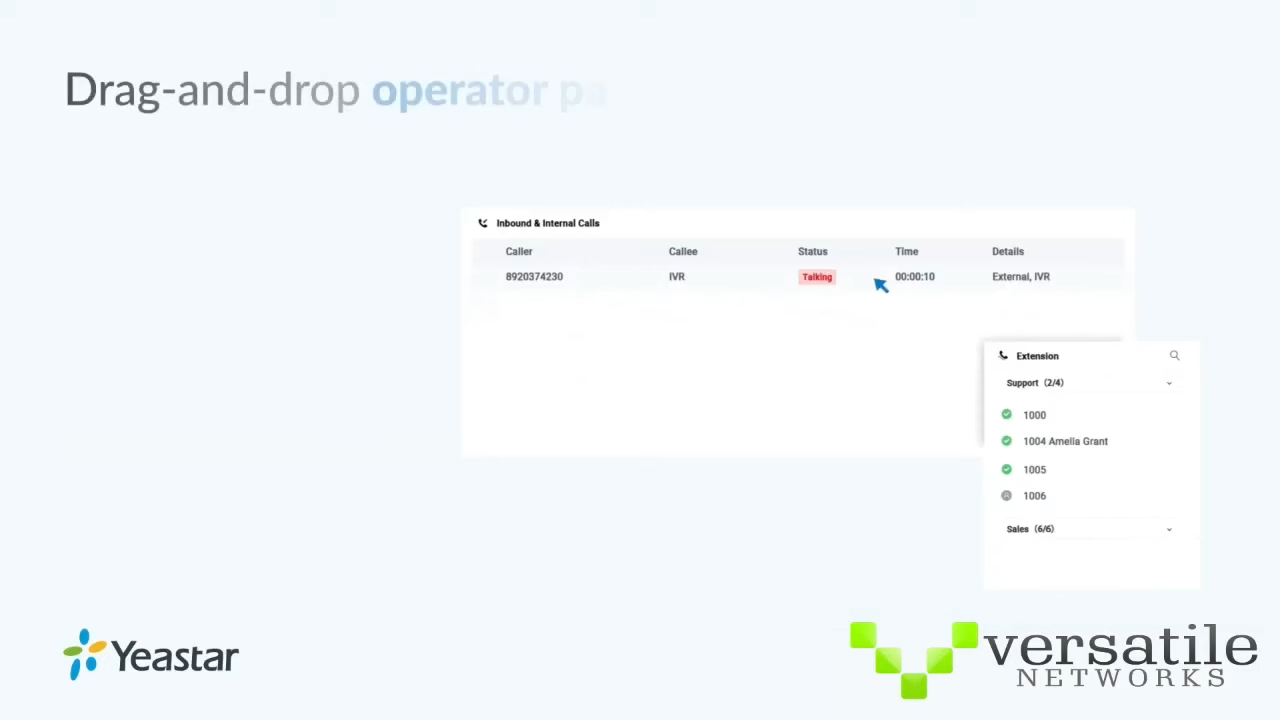 Drag-and-drop operator pa
Inbound & Internal Calls
Caller Callee Status Time Details
8920374230 IVR Talking 00:00:10 External, IVR
Extension
Support (2/4)
1000
1004 Amelia Grant
1005
1006
Sales (6/6)
Yeastar
versatile
NETWORKS